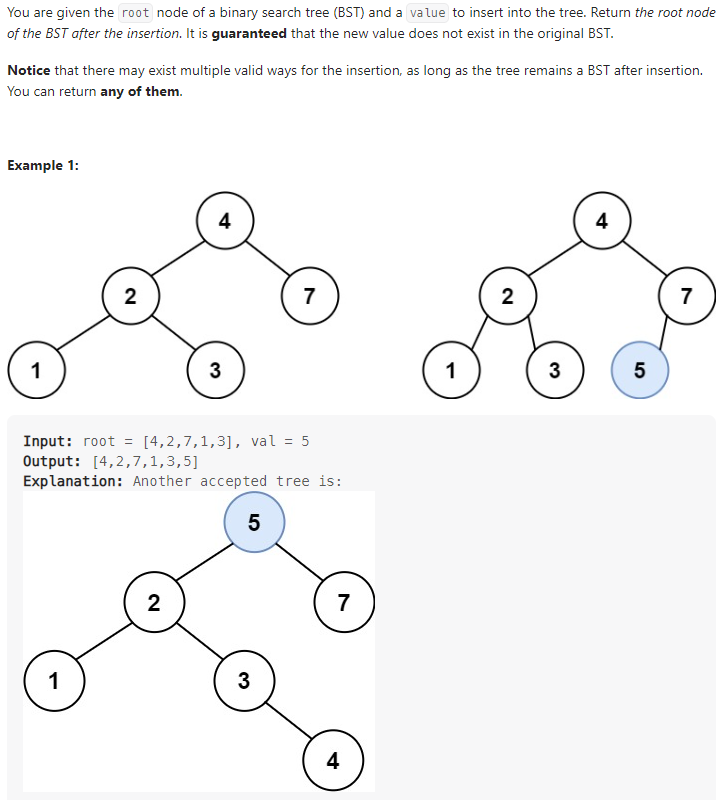 You are given the root node of a binary search tree (BST) and a value to insert into the tree. Return the root node
of the BST after the insertion. It is guaranteed that the new value does not exist in the original BST.
Notice that there may exist multiple valid ways for the insertion, as long as the tree remains a BST after insertion.
You can return any of them.
Example 1:
4
4
2
7
2
7
1
3
1
3
5
Input: root = [4,2,7,1,3], val = 5
Output: [4,2,7,1,3,5]
Explanation: Another accepted tree is:
5
2
7
1
3
4